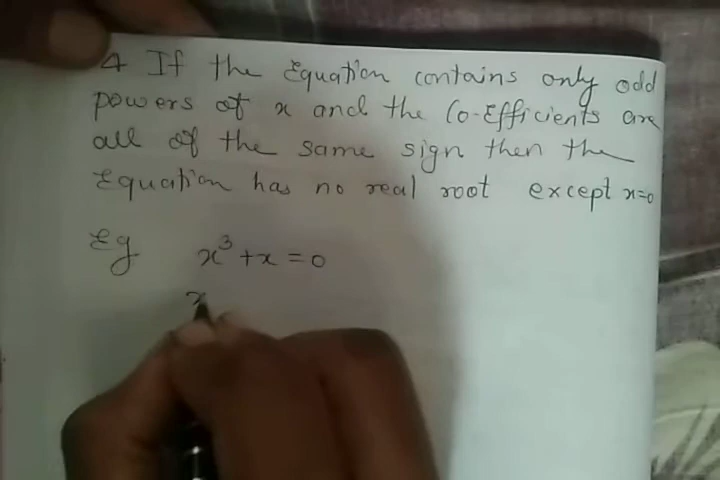 4 If the Equation contains only odd
powers of x and the Co-Efficients are
all of the same sign then the
Equation has no real root except x=0
Eg x³ + x = 0
x